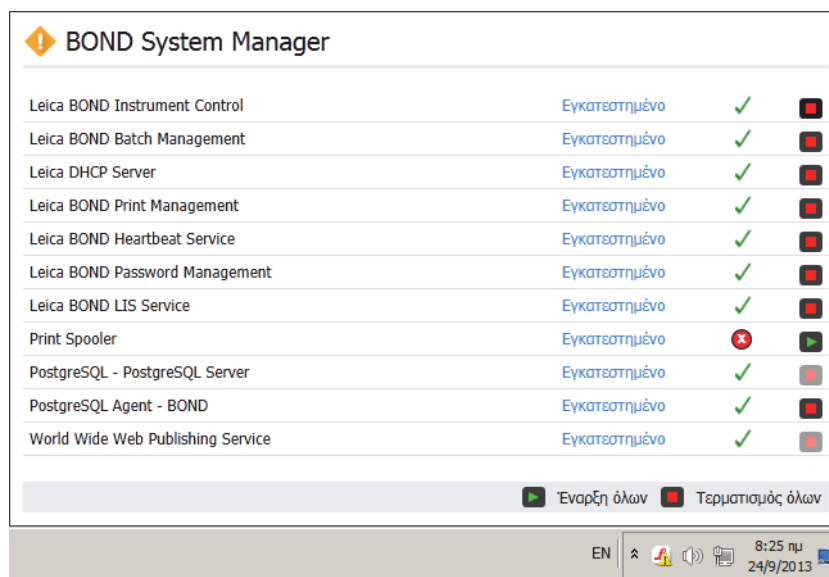 BOND System Manager
Leica BOND Instrument Control Εγκατεστημένο
Leica BOND Batch Management Εγκατεστημένο
Leica DHCP Server Εγκατεστημένο
Leica BOND Print Management Εγκατεστημένο
Leica BOND Heartbeat Service Εγκατεστημένο
Leica BOND Password Management Εγκατεστημένο
Leica BOND LIS Service Εγκατεστημένο
Print Spooler Εγκατεστημένο
PostgreSQL - PostgreSQL Server Εγκατεστημένο
PostgreSQL Agent - BOND Εγκατεστημένο
World Wide Web Publishing Service Εγκατεστημένο
Έναρξη όλων Τερματισμός όλων
EN 8:25 πμ
24/9/2013